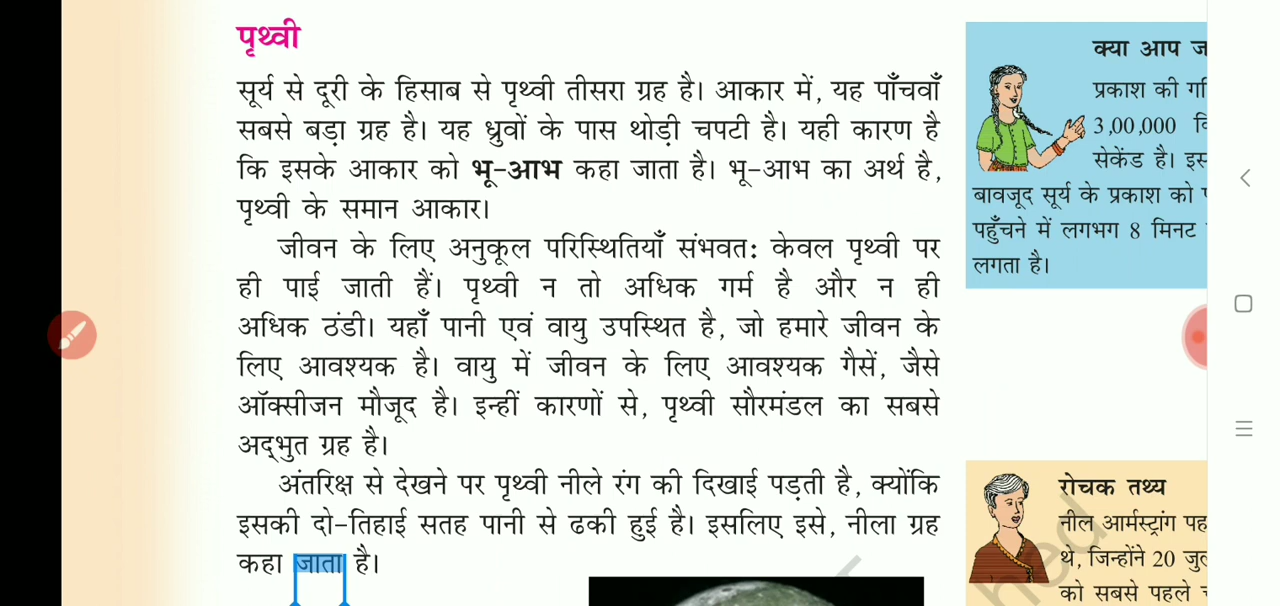 पृथ्वी
सूर्य से दूरी के हिसाब से पृथ्वी तीसरा ग्रह है। आकार में, यह पाँचवाँ
सबसे बड़ा ग्रह है। यह ध्रुवों के पास थोड़ी चपटी है। यही कारण है
कि इसके आकार को भू-आभ कहा जाता है। भू-आभ का अर्थ है,
पृथ्वी के समान आकार।
जीवन के लिए अनुकूल परिस्थितियाँ संभवत: केवल पृथ्वी पर
ही पाई जाती हैं। पृथ्वी न तो अधिक गर्म है और न ही
अधिक ठंडी। यहाँ पानी एवं वायु उपस्थित है, जो हमारे जीवन के
लिए आवश्यक है। वायु में जीवन के लिए आवश्यक गैसें, जैसे
ऑक्सीजन मौजूद है। इन्हीं कारणों से, पृथ्वी सौरमंडल का सबसे
अद्भुत ग्रह है।
अंतरिक्ष से देखने पर पृथ्वी नीले रंग की दिखाई पड़ती है, क्योंकि
इसकी दो-तिहाई सतह पानी से ढकी हुई है। इसलिए इसे, नीला ग्रह
कहा जाता है।
क्या आप
प्रकाश की
3,00,000
सेकेंड है।
बावजूद सूर्य के प्रकाश को
पहुँचने में लगभग 8 मिनट
लगता है।
रोचक तथ्य
नील आर्मस्ट्रांग
थे, जिन्होंने 20
को सबसे पहले